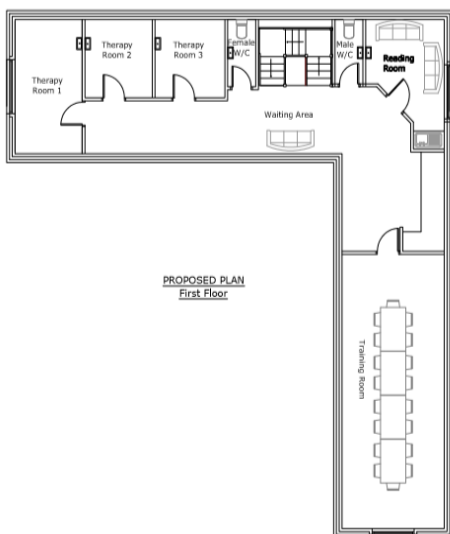 Therapy
Room 1
Therapy
Room 2
Therapy
Room 3
Female
W/C
Male
W/C
Reading
Room
Waiting Area
PROPOSED PLAN
First Floor
Training Room